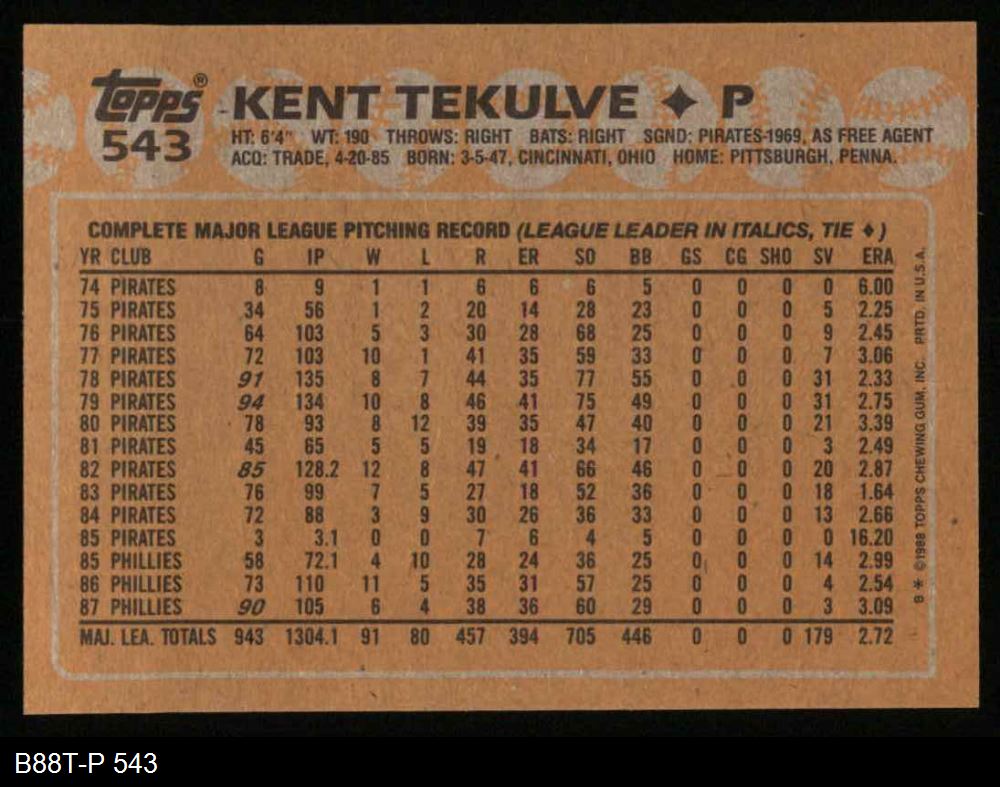 Topps®
543
KENT TEKULVE ✦ P
HT: 6'4" WT: 190 THROWS: RIGHT BATS: RIGHT SGND: PIRATES-1969, AS FREE AGENT
ACQ: TRADE, 4-20-85 BORN: 3-5-47, CINCINNATI, OHIO HOME: PITTSBURGH, PENNA.
COMPLETE MAJOR LEAGUE PITCHING RECORD (LEAGUE LEADER IN ITALICS, TIE ♦)
YR CLUB G IP W L R ER SO BB GS CG SHO SV ERA
74 PIRATES 8 9 1 1 6 6 6 5 0 0 0 0 6.00
75 PIRATES 34 56 1 2 20 14 28 23 0 0 0 5 2.25
76 PIRATES 64 103 5 3 30 28 68 25 0 0 0 9 2.45
77 PIRATES 72 103 10 1 41 35 59 33 0 0 0 7 3.06
78 PIRATES 91 135 8 7 44 35 77 55 0 0 0 31 2.33
79 PIRATES 94 134 10 8 46 41 75 49 0 0 0 31 2.75
80 PIRATES 78 93 8 12 39 35 47 40 0 0 0 21 3.39
81 PIRATES 45 65 5 5 19 18 34 17 0 0 0 3 2.49
82 PIRATES 85 128.2 12 8 47 41 66 46 0 0 0 20 2.87
83 PIRATES 76 99 7 5 27 18 52 36 0 0 0 18 1.64
84 PIRATES 72 88 3 9 30 26 36 33 0 0 0 13 2.66
85 PIRATES 3 3.1 0 0 7 6 4 5 0 0 0 0 16.20
85 PHILLIES 58 72.1 4 10 28 24 36 25 0 0 0 14 2.99
86 PHILLIES 73 110 11 5 35 31 57 25 0 0 0 4 2.54
87 PHILLIES 90 105 6 4 38 36 60 29 0 0 0 3 3.09
MAJ. LEA. TOTALS 943 1304.1 91 80 457 394 705 446 0 0 0 179 2.72
B * ©1988 TOPPS CHEWING GUM, INC. PRTD. IN U.S.A.
B88T-P 543